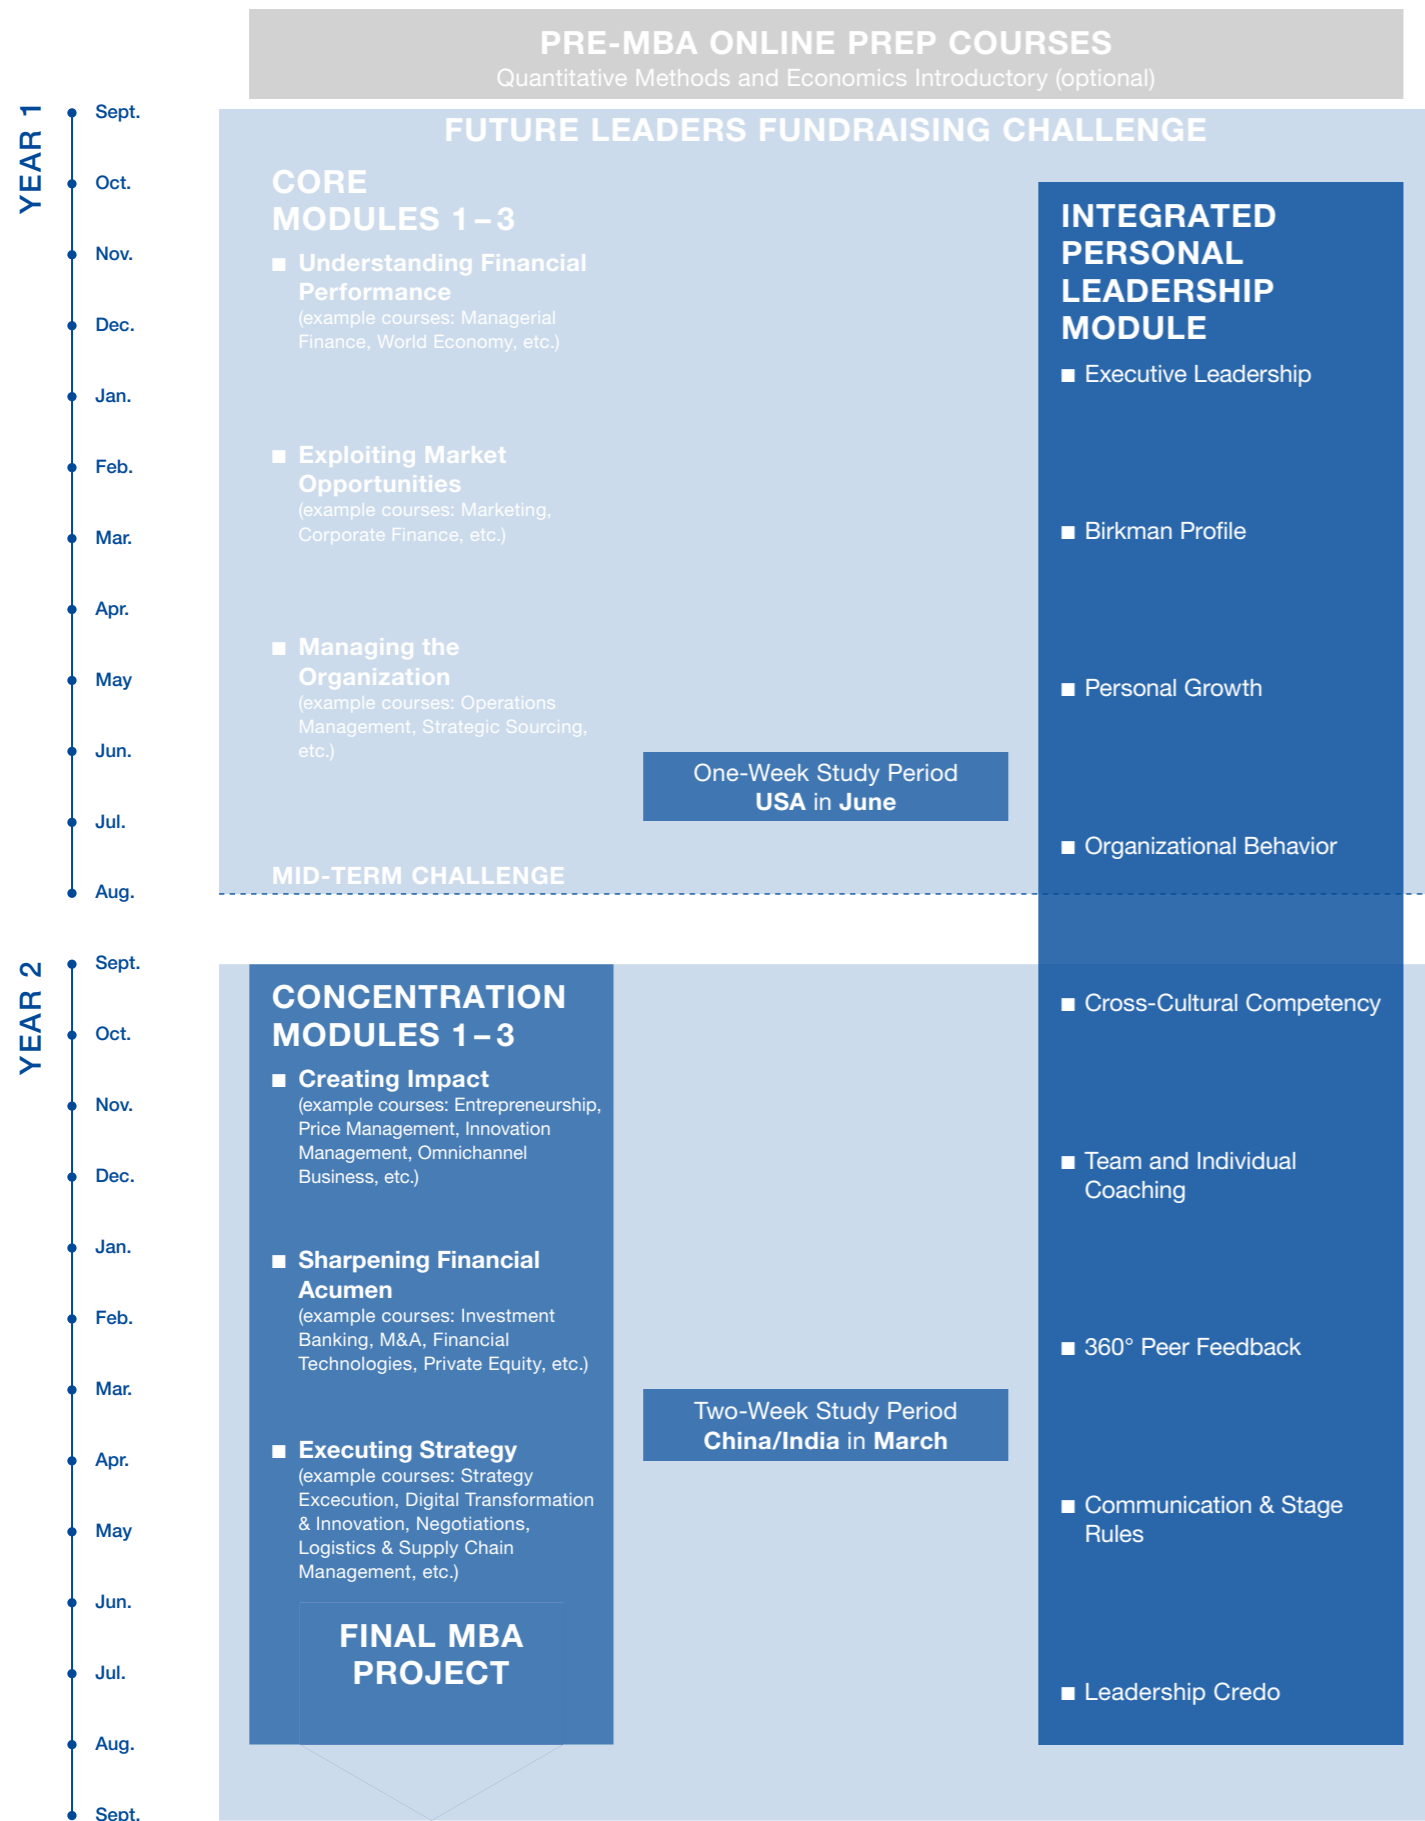 PRE-MBA ONLINE PREP COURSES
Quantitative Methods and Economics Introductory (optional)
YEAR 1
Sept.
Oct.
Nov.
Dec.
Jan.
Feb.
Mar.
Apr.
May
Jun.
Jul.
Aug.
FUTURE LEADERS FUNDRAISING CHALLENGE
CORE
MODULES 1–3
■ Understanding Financial
Performance
(example courses: Managerial
Finance, World Economy, etc.)
■ Exploiting Market
Opportunities
(example courses: Marketing,
Corporate Finance, etc.)
■ Managing the
Organization
(example courses: Operations
Management, Strategic Sourcing,
etc.)
One-Week Study Period
USA in June
MID-TERM CHALLENGE
INTEGRATED
PERSONAL
LEADERSHIP
MODULE
■ Executive Leadership
■ Birkman Profile
■ Personal Growth
■ Organizational Behavior
■ Cross-Cultural Competency
■ Team and Individual
Coaching
■ 360° Peer Feedback
■ Communication & Stage
Rules
■ Leadership Credo
YEAR 2
Sept.
Oct.
Nov.
Dec.
Jan.
Feb.
Mar.
Apr.
May
Jun.
Jul.
Aug.
Sept.
CONCENTRATION
MODULES 1–3
■ Creating Impact
(example courses: Entrepreneurship,
Price Management, Innovation
Management, Omnichannel
Business, etc.)
■ Sharpening Financial
Acumen
(example courses: Investment
Banking, M&A, Financial
Technologies, Private Equity, etc.)
■ Executing Strategy
(example courses: Strategy
Excecution, Digital Transformation
& Innovation, Negotiations,
Logistics & Supply Chain
Management, etc.)
FINAL MBA
PROJECT
Two-Week Study Period
China/India in March